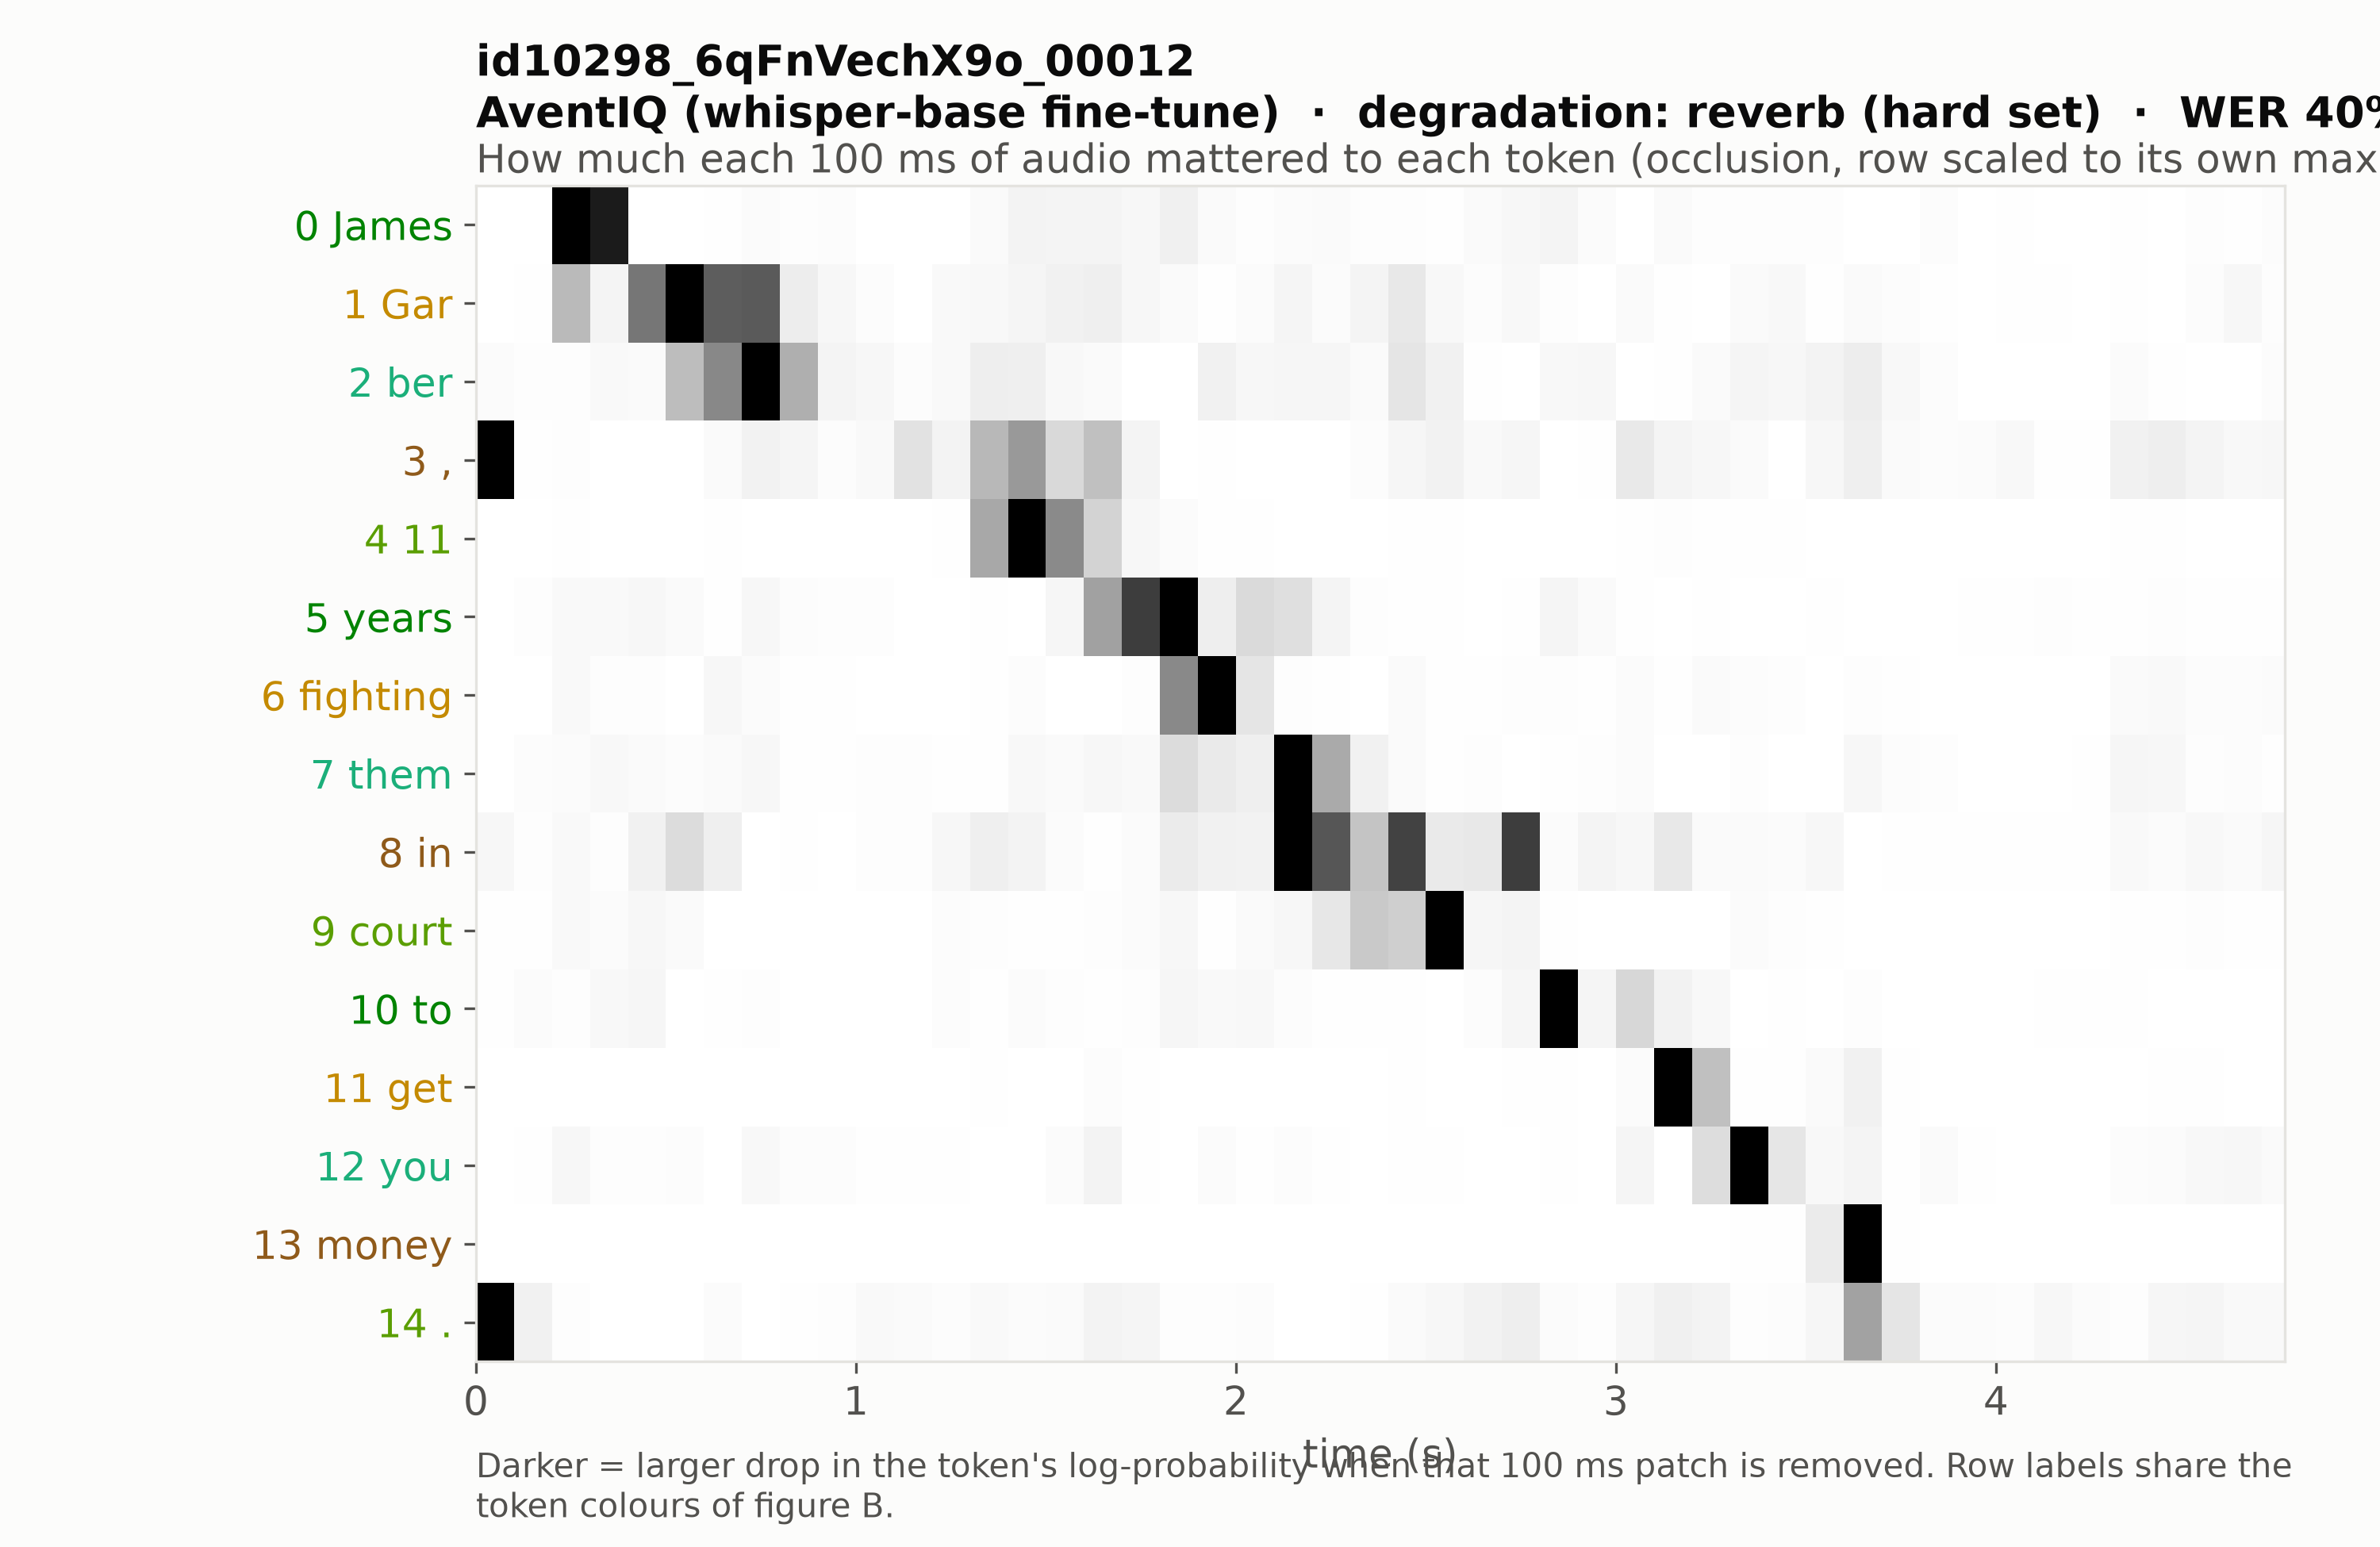 id10298_6qFnVechX9o_00012
AventIQ (whisper-base fine-tune) · degradation: reverb (hard set) · WER 40%
How much each 100 ms of audio mattered to each token (occlusion, row scaled to its own max
0 James
1 Gar
2 ber
3 ,
4 11
5 years
6 fighting
7 them
8 in
9 court
10 to
11 get
12 you
13 money
14 .
0 1 2 3 4
time (s)
Darker = larger drop in the token's log-probability when that 100 ms patch is removed. Row labels share the
token colours of figure B.